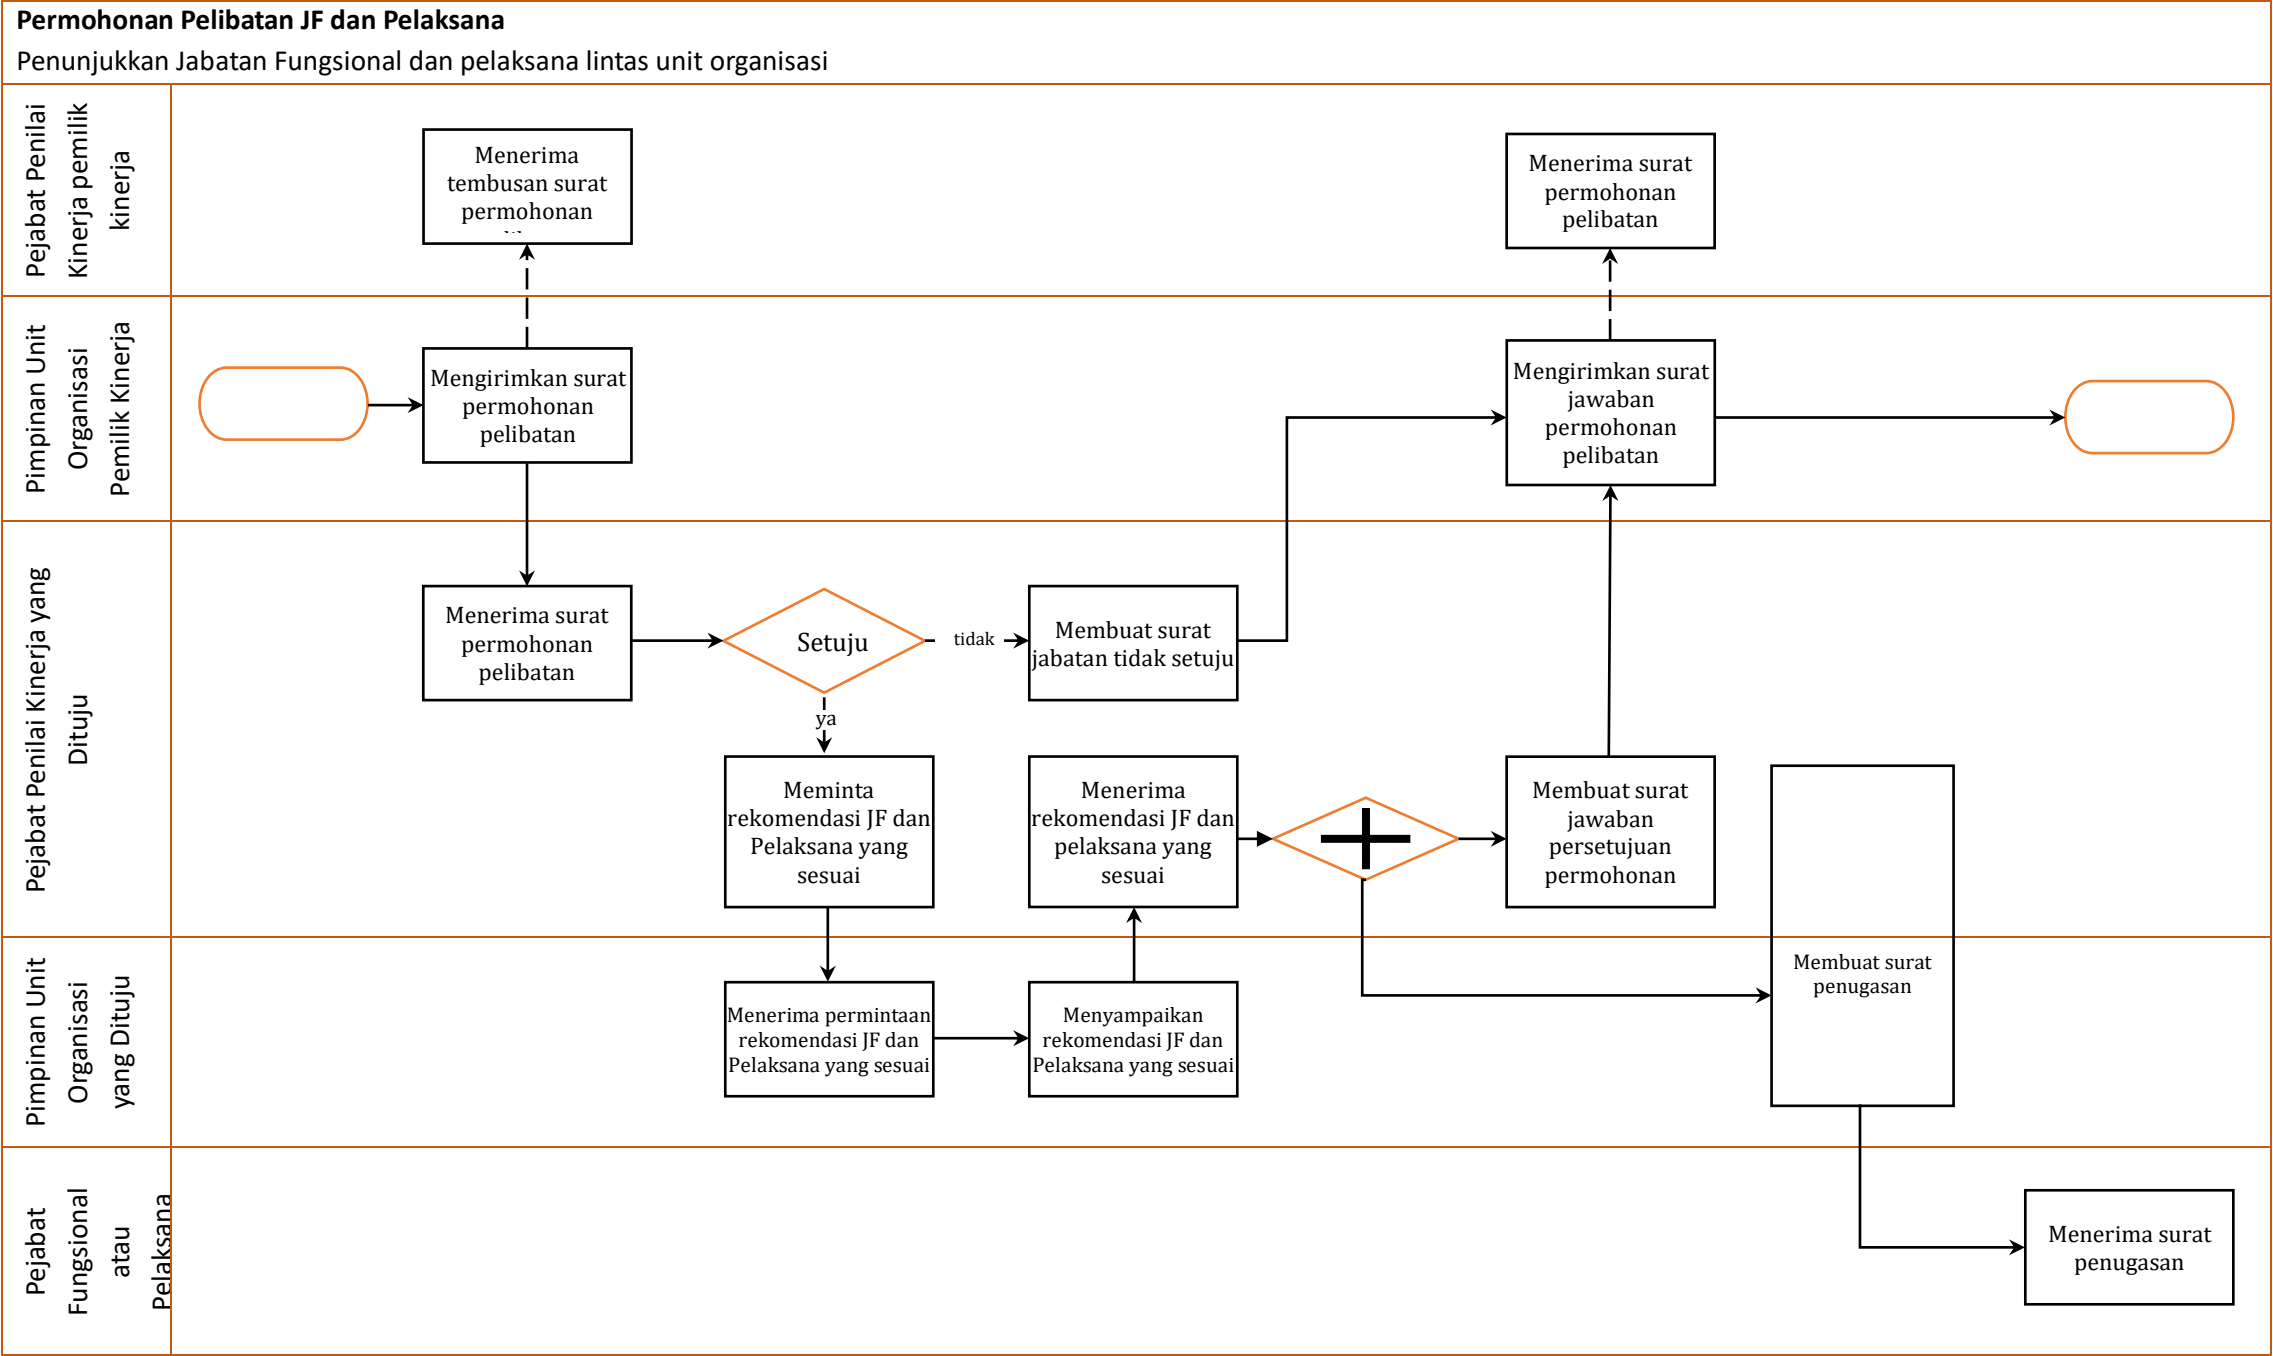 Permohonan Pelibatan JF dan Pelaksana
Penunjukkan Jabatan Fungsional dan pelaksana lintas unit organisasi
Pejabat Penilai
Kinerja pemilik
kinerja
Menerima
tembusan surat
permohonan
Menerima surat
permohonan
pelibatan
Pimpinan Unit
Organisasi
Pemilik Kinerja
Mengirimkan surat
permohonan
pelibatan
Mengirimkan surat
jawaban
permohonan
pelibatan
Pejabat Penilai Kinerja yang
Dituju
Menerima surat
permohonan
pelibatan
Setuju
tidak
Membuat surat
jabatan tidak setuju
ya
Meminta
rekomendasi JF dan
Pelaksana yang
sesuai
Menerima
rekomendasi JF dan
pelaksana yang
sesuai
Membuat surat
jawaban
persetujuan
permohonan
Membuat surat
penugasan
Pimpinan Unit
Organisasi
yang Dituju
Menerima permintaan
rekomendasi JF dan
Pelaksana yang sesuai
Menyampaikan
rekomendasi JF dan
Pelaksana yang sesuai
Pejabat
Fungsional
atau
Pelaksana
Menerima surat
penugasan